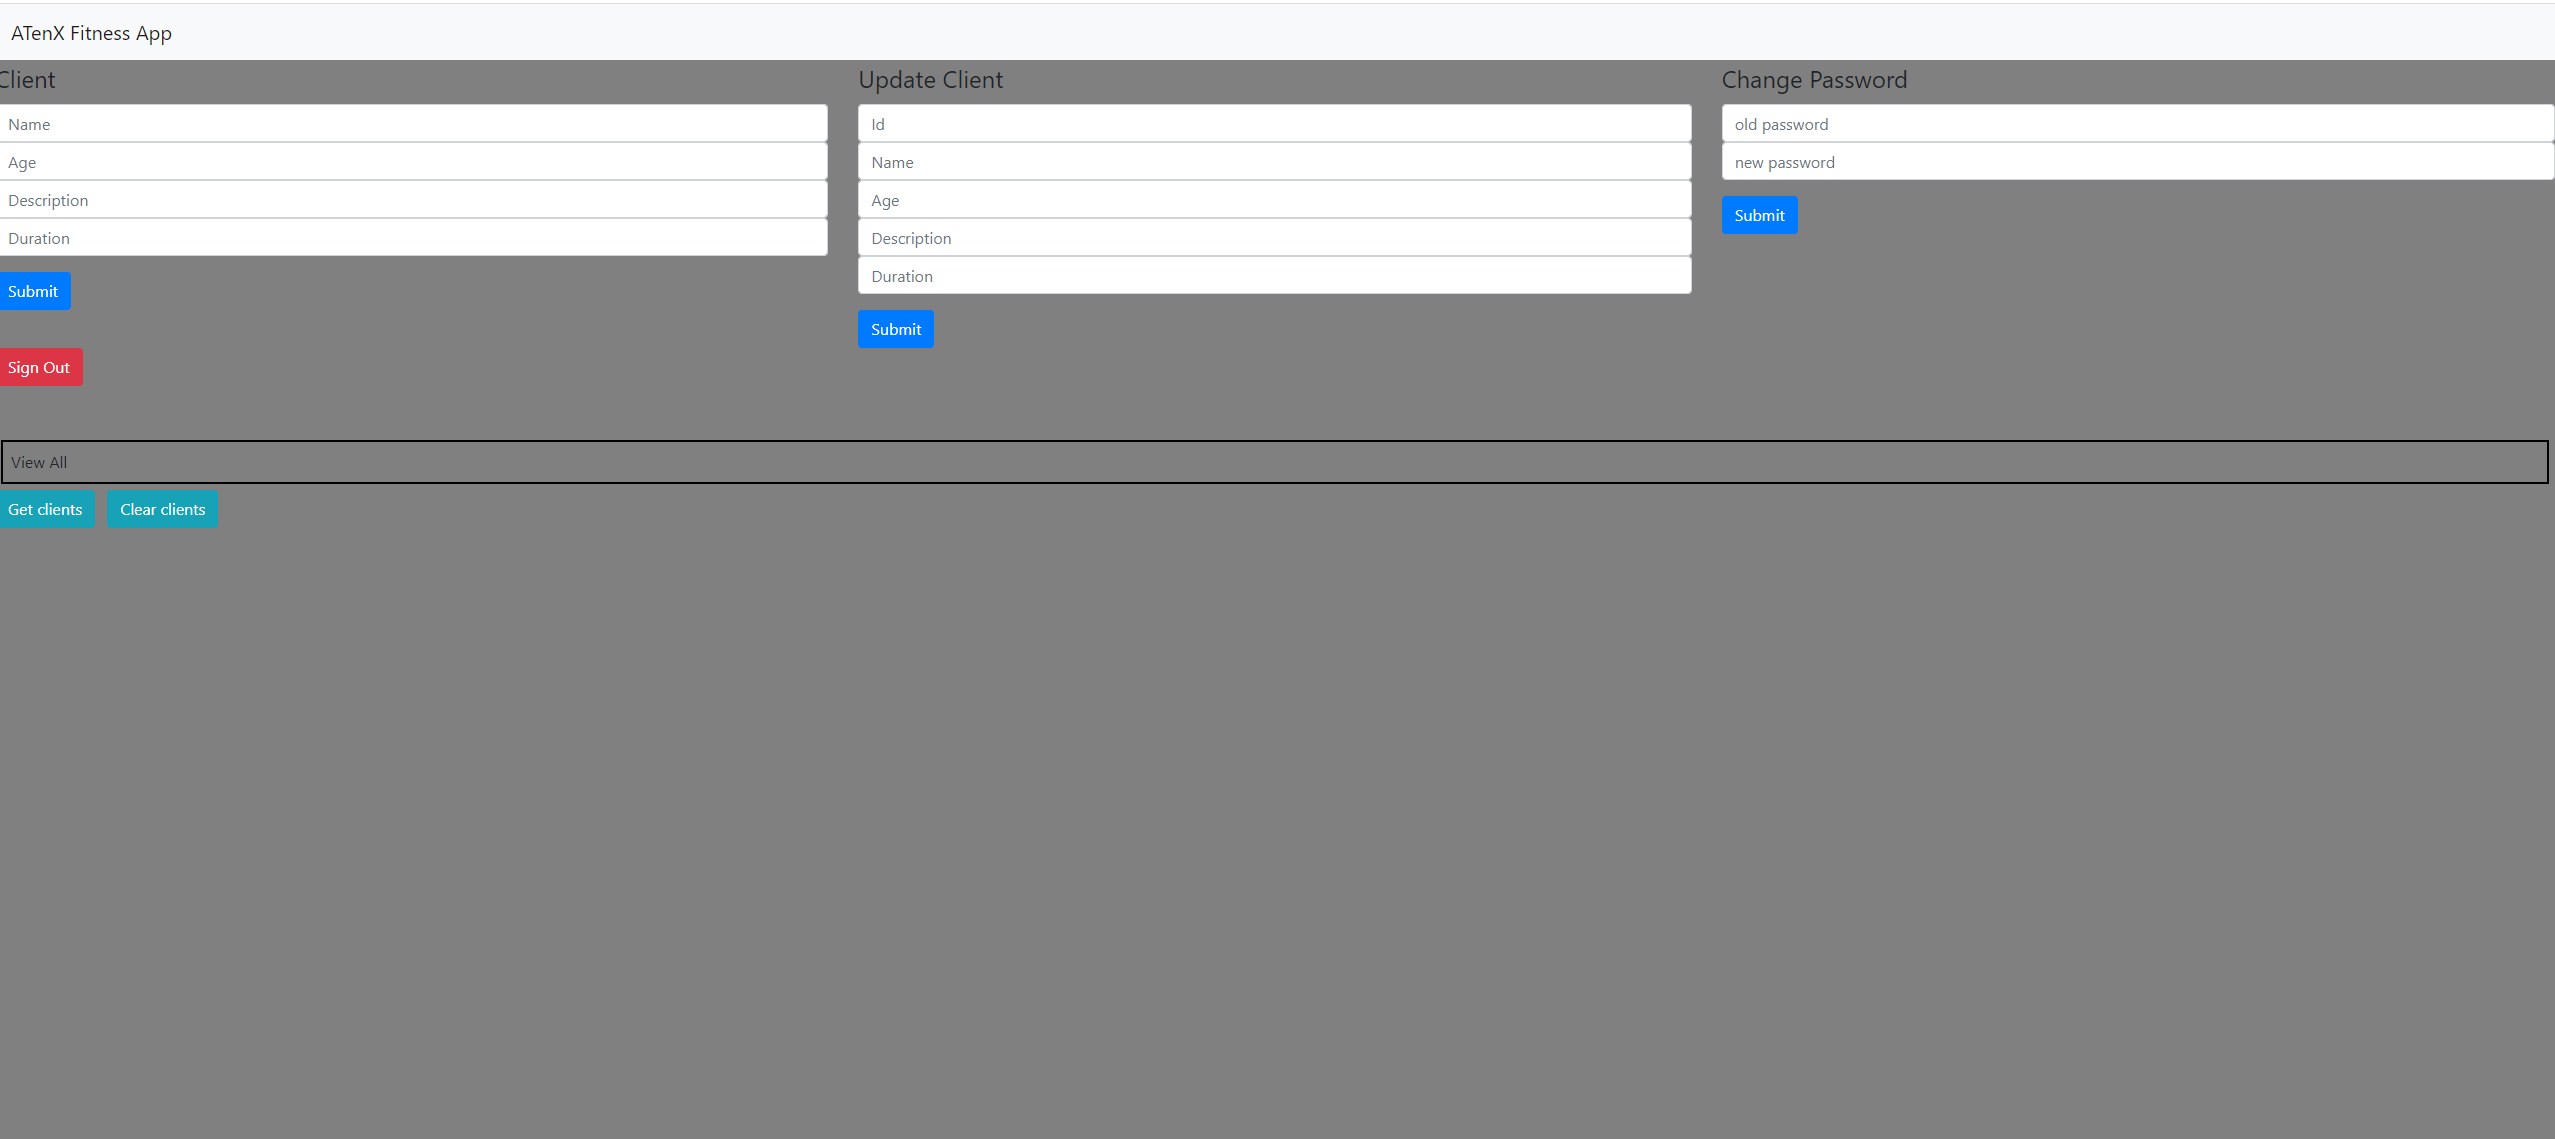 ATenX Fitness App
Client
Name
Age
Description
Duration
Submit
Sign Out
Update Client
Id
Name
Age
Description
Duration
Submit
Change Password
old password
new password
Submit
View All
Get clients
Clear clients